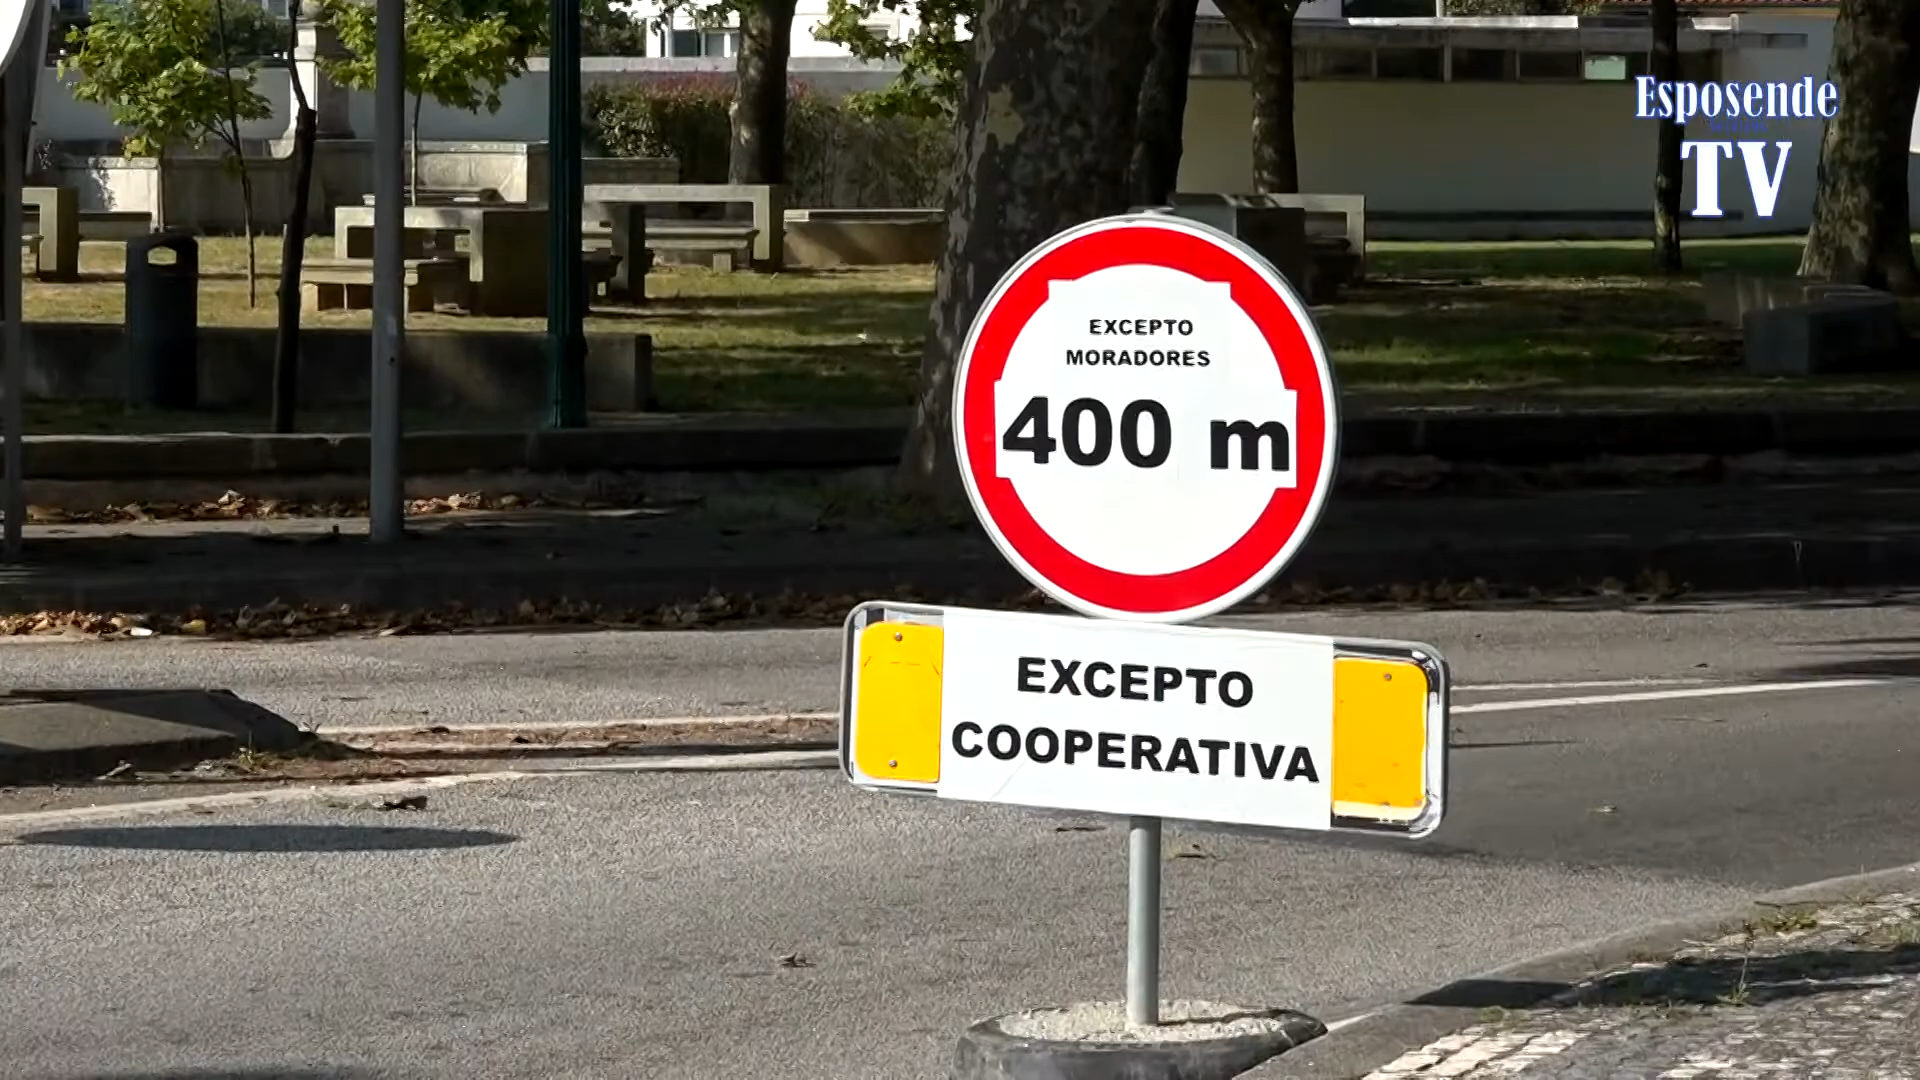 Esposende
TV
EXCEPTO
MORADORES
400 m
EXCEPTO
COOPERATIVA